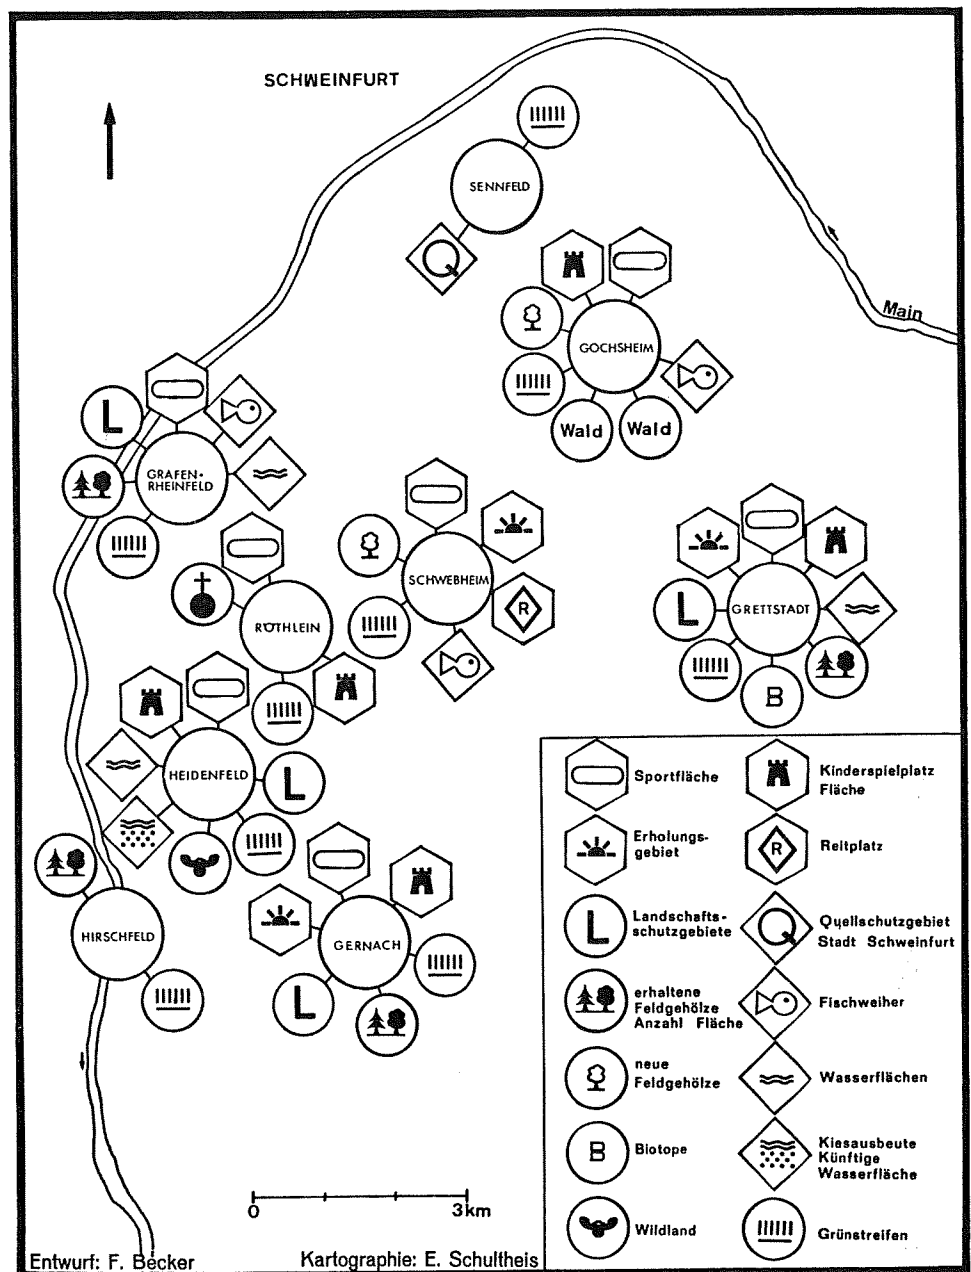 SCHWEINFURT
SENNFELD
Q
GOCHSHEIM
Wald
Wald
Main
L
GRAFEN-
RHEINFELD
SCHWEBHEIM
R
RÖTHLEIN
L
GRETTSTADT
B
HEIDENFELD
L
HIRSCHFELD
GERNACH
L
Sportfläche
Kinderspielplatz
Fläche
Erholungs-
gebiet
R
Reitplatz
L
Landschafts-
schutzgebiete
Q
Quellschutzgebiet
Stadt Schweinfurt
erhaltene
Feldgehölze
Anzahl Fläche
Fischweiher
neue
Feldgehölze
Wasserflächen
B
Biotope
Kiesausbeute
Künftige
Wasserfläche
Wildland
Grünstreifen
0 3km
Entwurf: F. Becker
Kartographie: E. Schultheis